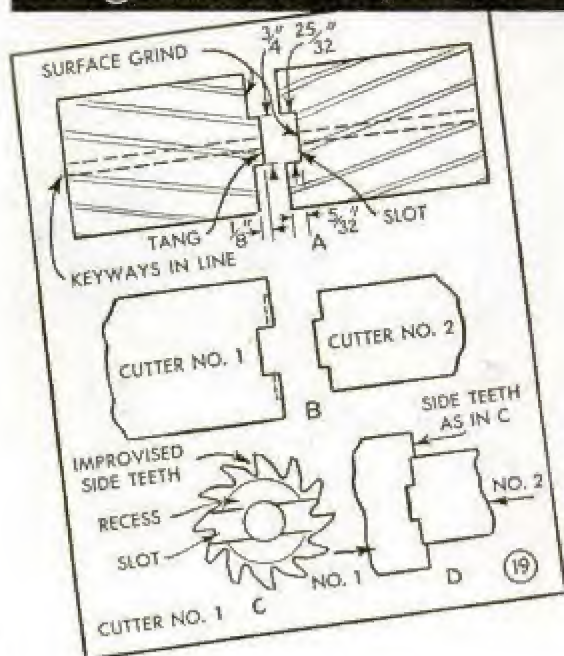 3/4"
25/32
SURFACE GRIND
TANG
1/8"
5/32"
A
SLOT
KEYWAYS IN LINE
CUTTER NO. 1
CUTTER NO. 2
B
IMPROVISED
SIDE TEETH
RECESS
SLOT
SIDE TEETH
AS IN C
NO. 2
NO. 1
C
D
19
CUTTER NO. 1